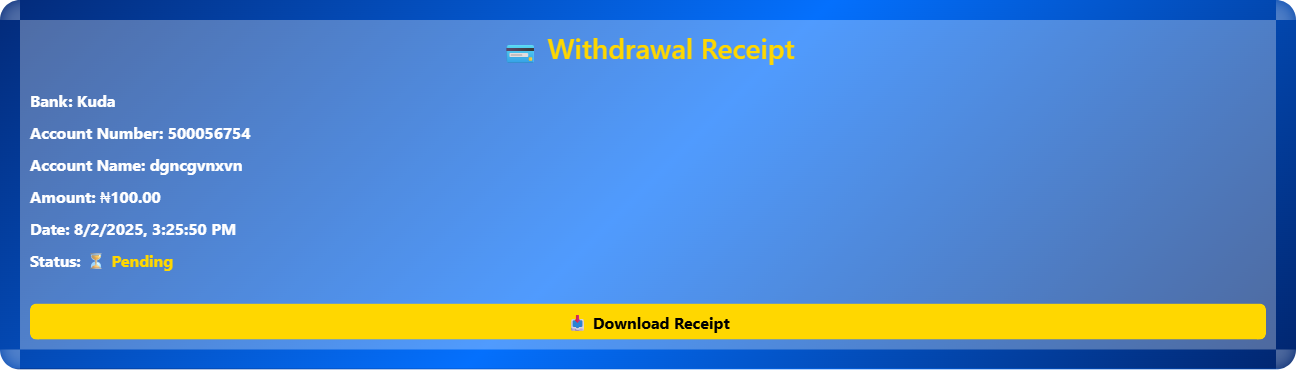 Withdrawal Receipt
Bank: Kuda
Account Number: 500056754
Account Name: dgncgvnxvn
Amount: ₦100.00
Date: 8/2/2025, 3:25:50 PM
Status: ⏳ Pending
Download Receipt